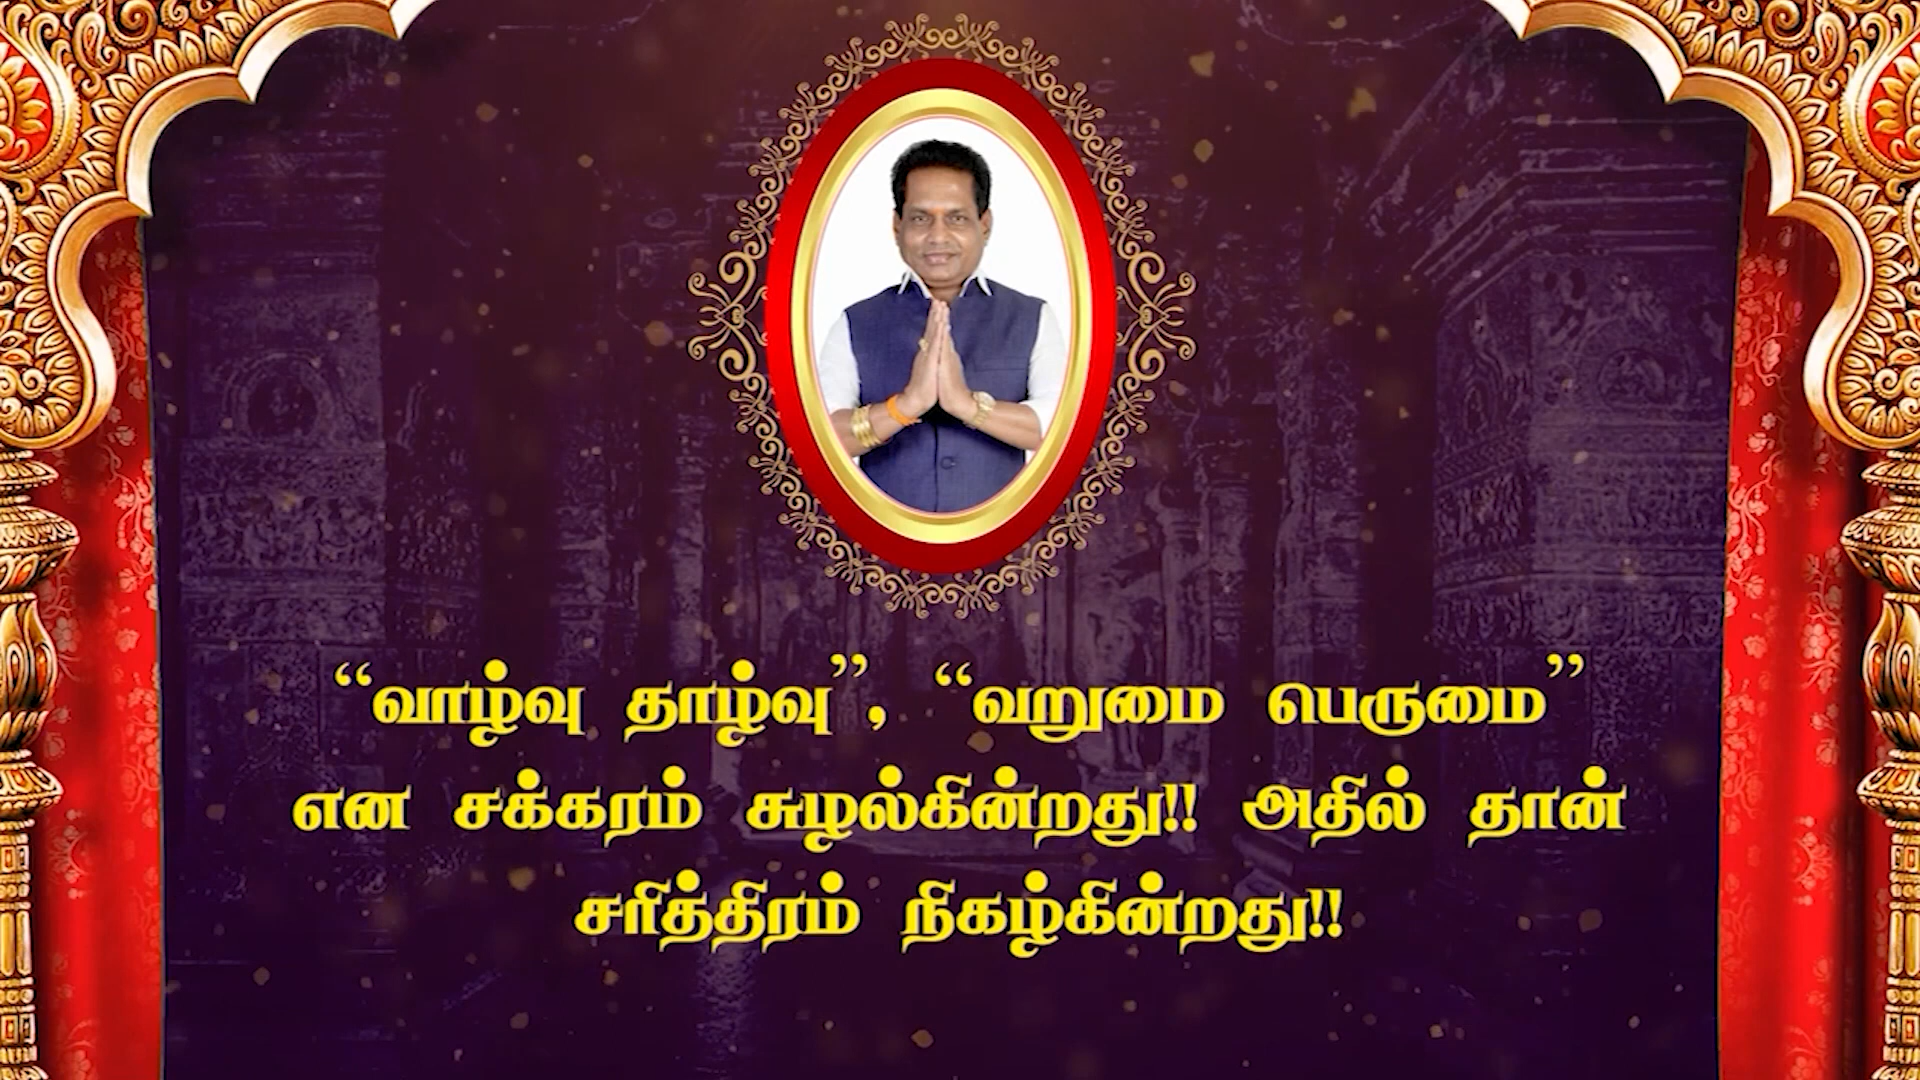 “வாழ்வு தாழ்வு”, “வறுமை பெருமை”
என சக்கரம் சுழல்கின்றது!! அதில் தான்
சரித்திரம் நிகழ்கின்றது!!